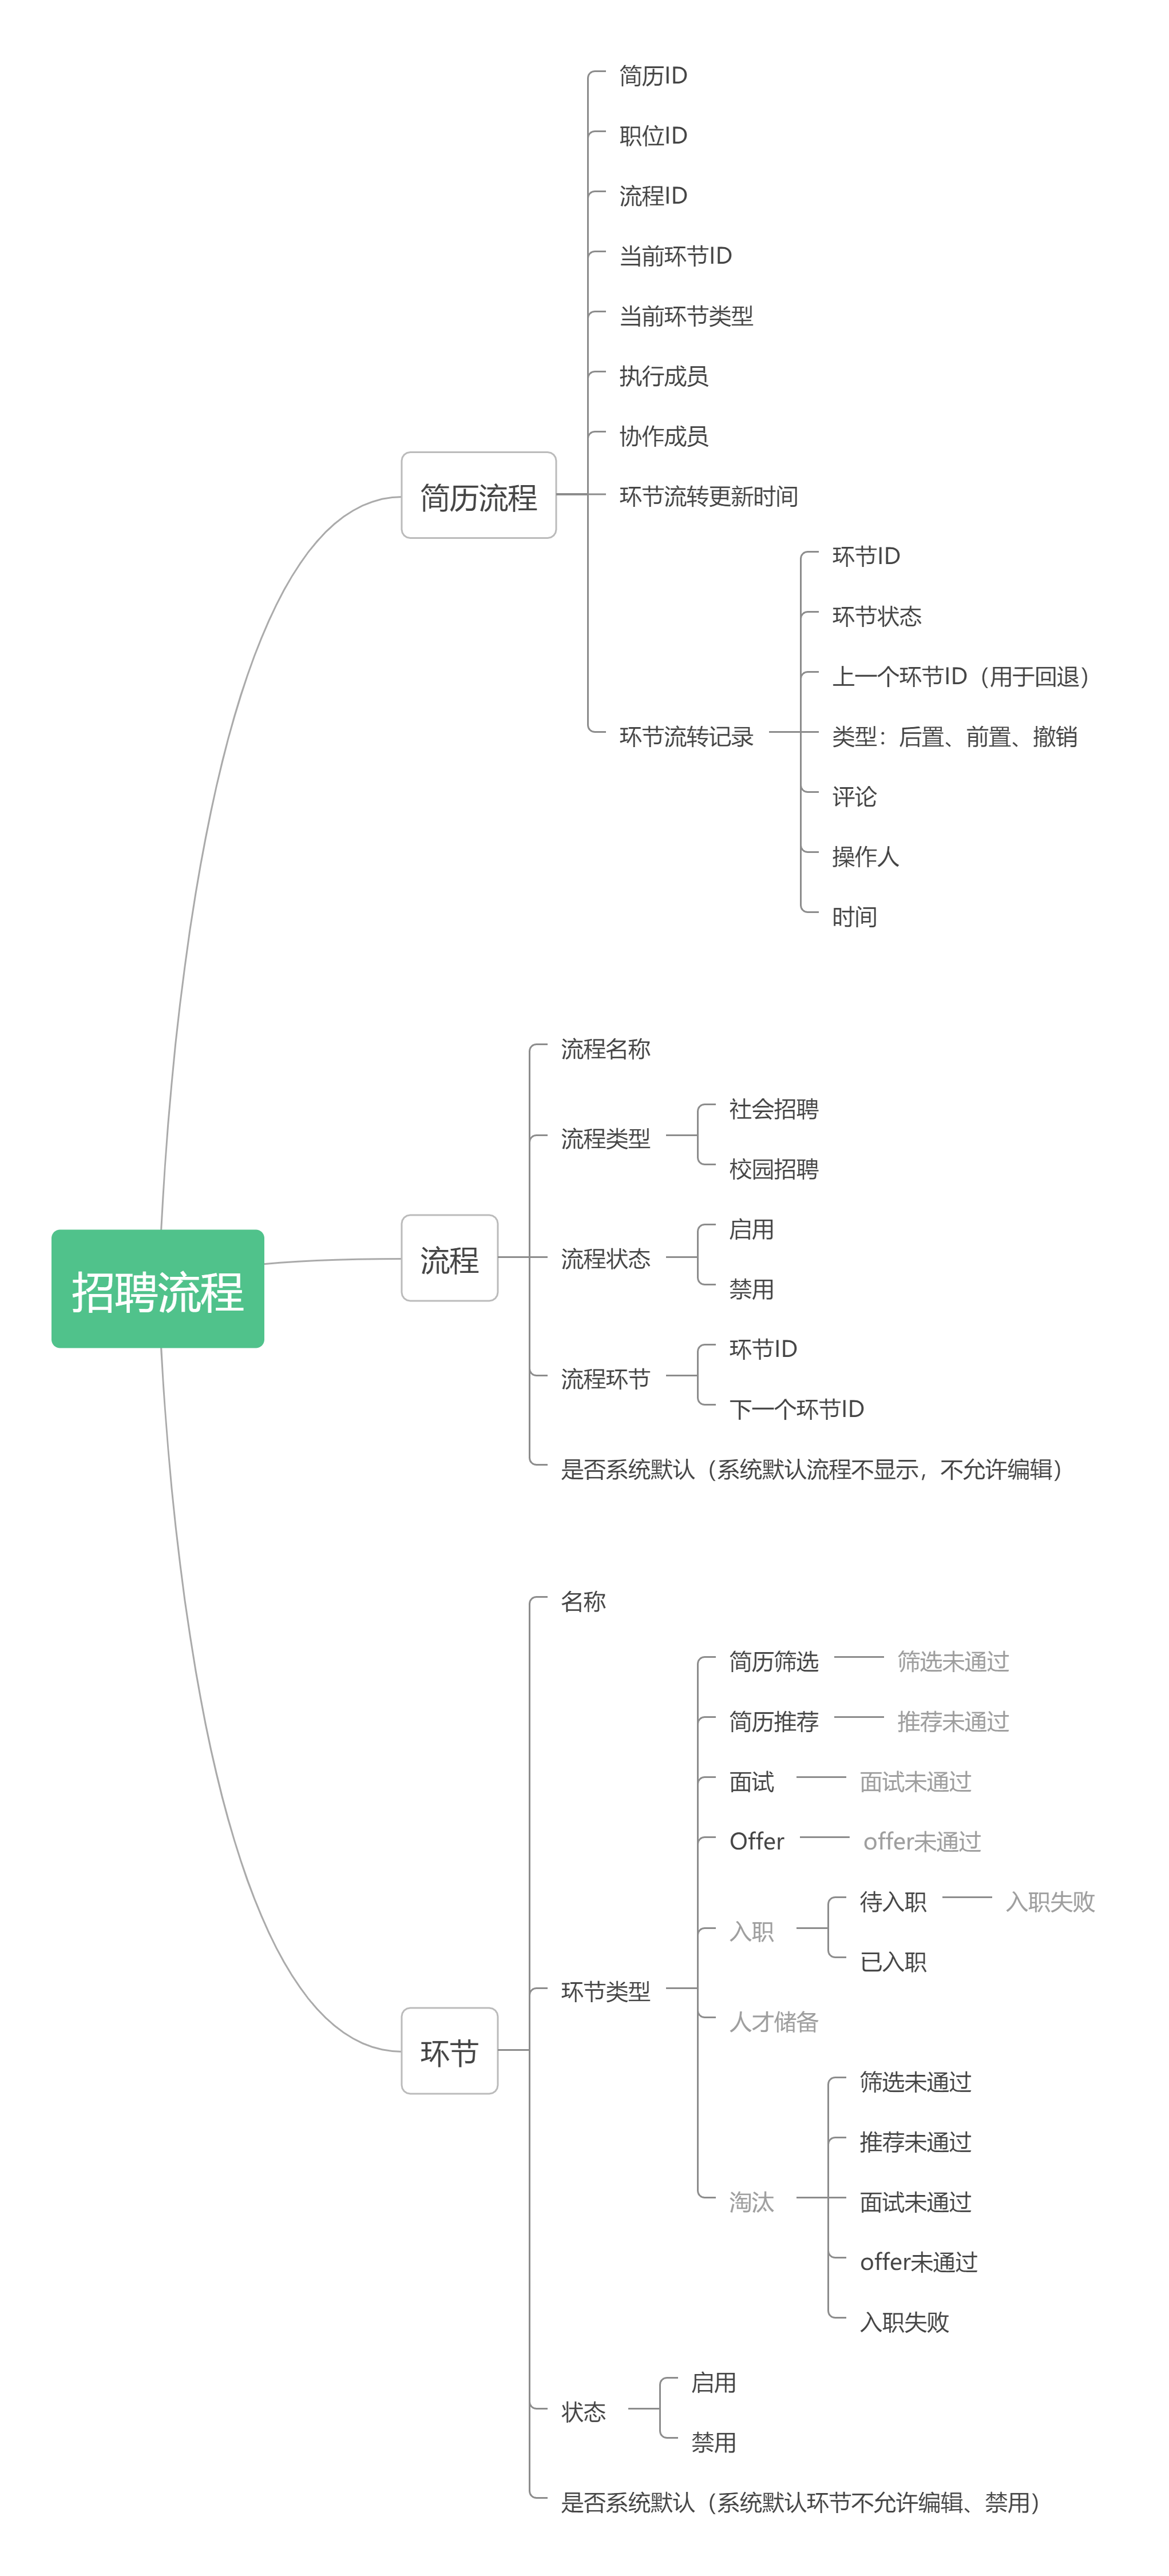 招聘流程
简历流程
简历ID
职位ID
流程ID
当前环节ID
当前环节类型
执行成员
协作成员
环节流转更新时间
环节流转记录
环节ID
环节状态
上一个环节ID（用于回退）
类型：后置、前置、撤销
评论
操作人
时间
流程
流程名称
流程类型
社会招聘
校园招聘
流程状态
启用
禁用
流程环节
环节ID
下一个环节ID
是否系统默认（系统默认流程不显示，不允许编辑）
环节
名称
环节类型
简历筛选
筛选未通过
简历推荐
推荐未通过
面试
面试未通过
Offer
offer未通过
入职
待入职
入职失败
已入职
人才储备
淘汰
筛选未通过
推荐未通过
面试未通过
offer未通过
入职失败
状态
启用
禁用
是否系统默认（系统默认环节不允许编辑、禁用）